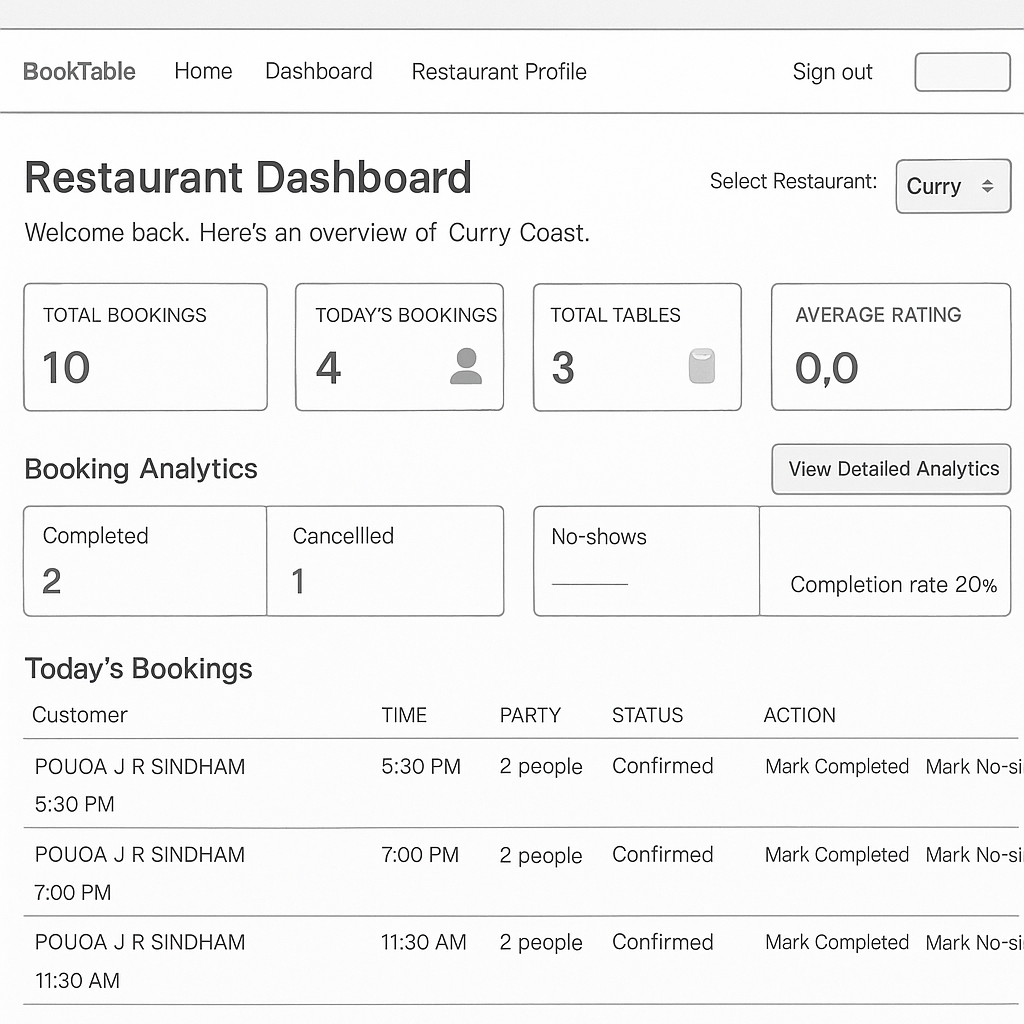 BookTable Home Dashboard Restaurant Profile Sign out
Restaurant Dashboard
Select Restaurant: Curry
Welcome back. Here's an overview of Curry Coast.
TOTAL BOOKINGS
10
TODAY'S BOOKINGS
4
TOTAL TABLES
3
AVERAGE RATING
0,0
Booking Analytics
View Detailed Analytics
Completed
2
Cancellled
1
No-shows
Completion rate 20%
Today's Bookings
Customer TIME PARTY STATUS ACTION
POUOA J R SINDHAM 5:30 PM 2 people Confirmed Mark Completed Mark No-si
5:30 PM
POUOA J R SINDHAM 7:00 PM 2 people Confirmed Mark Completed Mark No-si
7:00 PM
POUOA J R SINDHAM 11:30 AM 2 people Confirmed Mark Completed Mark No-si
11:30 AM